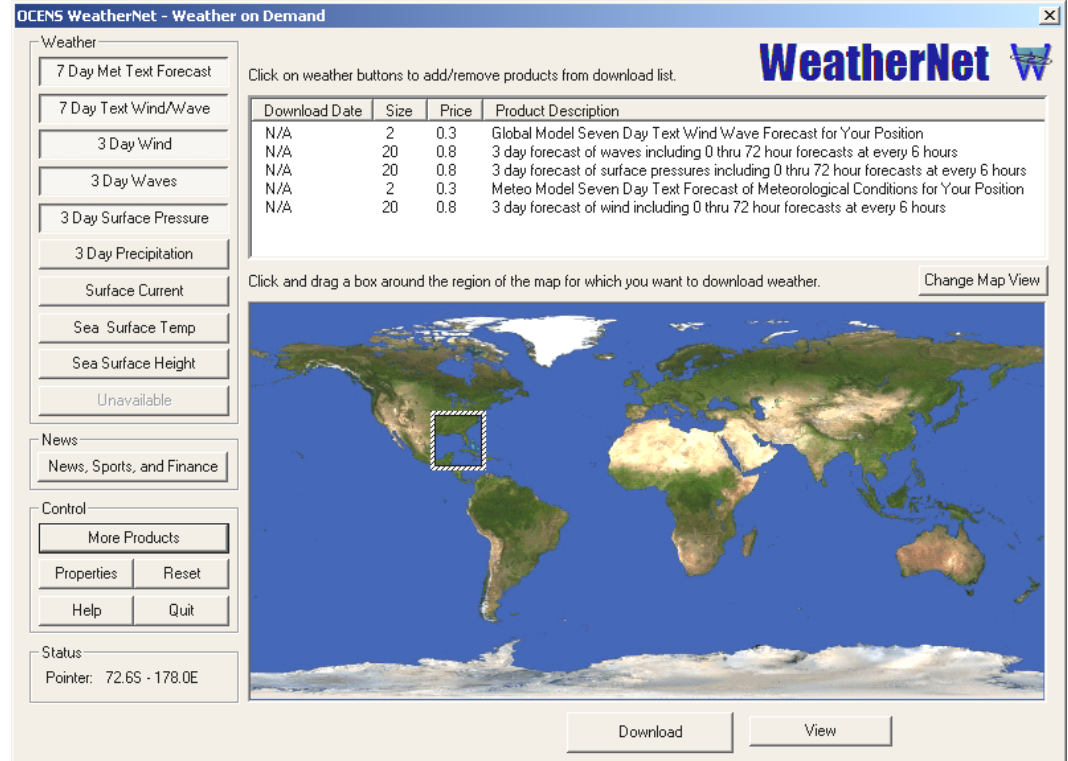 OCENS WeatherNet - Weather on Demand
Weather
7 Day Met Text Forecast
7 Day Text Wind/Wave
3 Day Wind
3 Day Waves
3 Day Surface Pressure
3 Day Precipitation
Surface Current
Sea Surface Temp
Sea Surface Height
Unavailable
News
News, Sports, and Finance
Control
More Products
Properties Reset
Help Quit
Status
Pointer: 72.6S - 178.0E
WeatherNet W
Click on weather buttons to add/remove products from download list.
Download Date Size Price Product Description
N/A 2 0.3 Global Model Seven Day Text Wind Wave Forecast for Your Position
N/A 20 0.8 3 day forecast of waves including 0 thru 72 hour forecasts at every 6 hours
N/A 20 0.8 3 day forecast of surface pressures including 0 thru 72 hour forecasts at every 6 hours
N/A 2 0.3 Meteo Model Seven Day Text Forecast of Meteorological Conditions for Your Position
N/A 20 0.8 3 day forecast of wind including 0 thru 72 hour forecasts at every 6 hours
Click and drag a box around the region of the map for which you want to download weather.
Change Map View
Download View